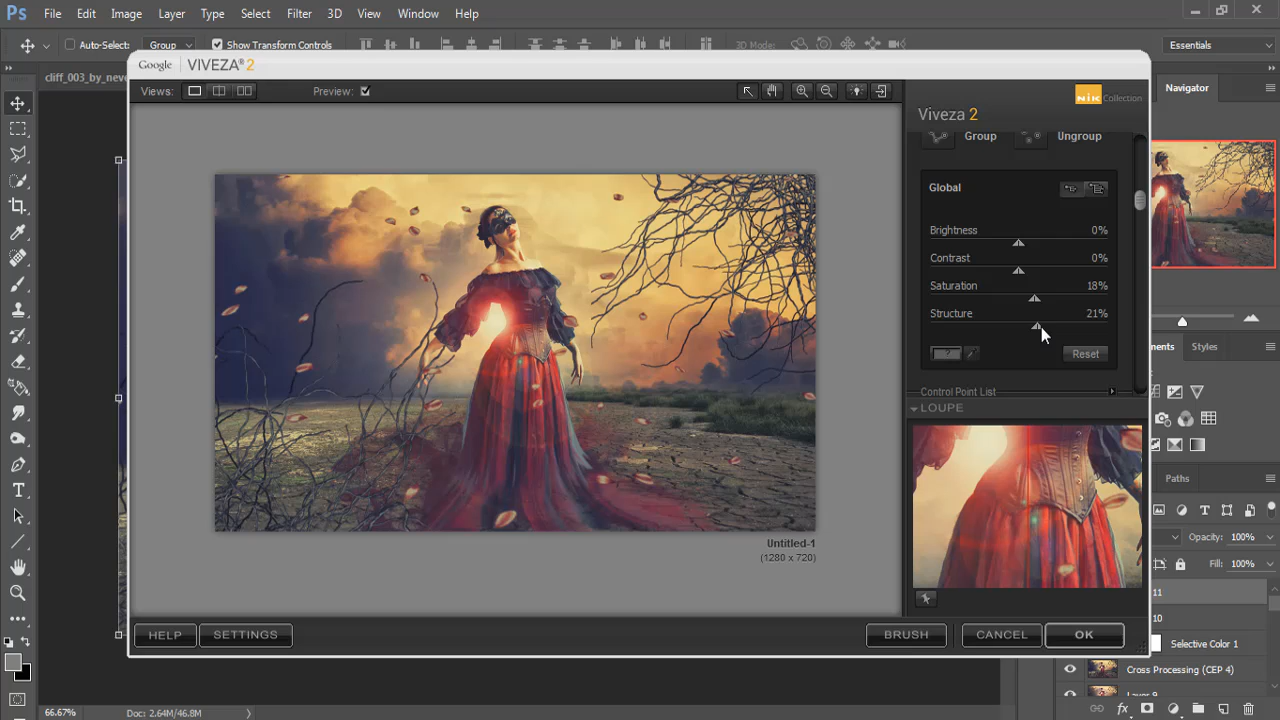 Ps File Edit Image Layer Type Select Filter 3D View Window Help
Auto-Select: Group Show Transform Controls 3D Mode: Essentials
cliff_003_by_neve
Google VIVEZA® 2
Views: Preview:
Navigator
Nik Collection
Viveza 2
Group Ungroup
Global
Brightness 0%
Contrast 0%
Saturation 18%
Structure 21%
? Reset
Control Point List
LOUPE
ents Styles
Paths
Opacity: 100%
Fill: 100%
11
10
Selective Color 1
Cross Processing (CEP 4)
Untitled-1
(1280 x 720)
HELP SETTINGS BRUSH CANCEL OK
66.67% Doc: 2.64M/46.8M